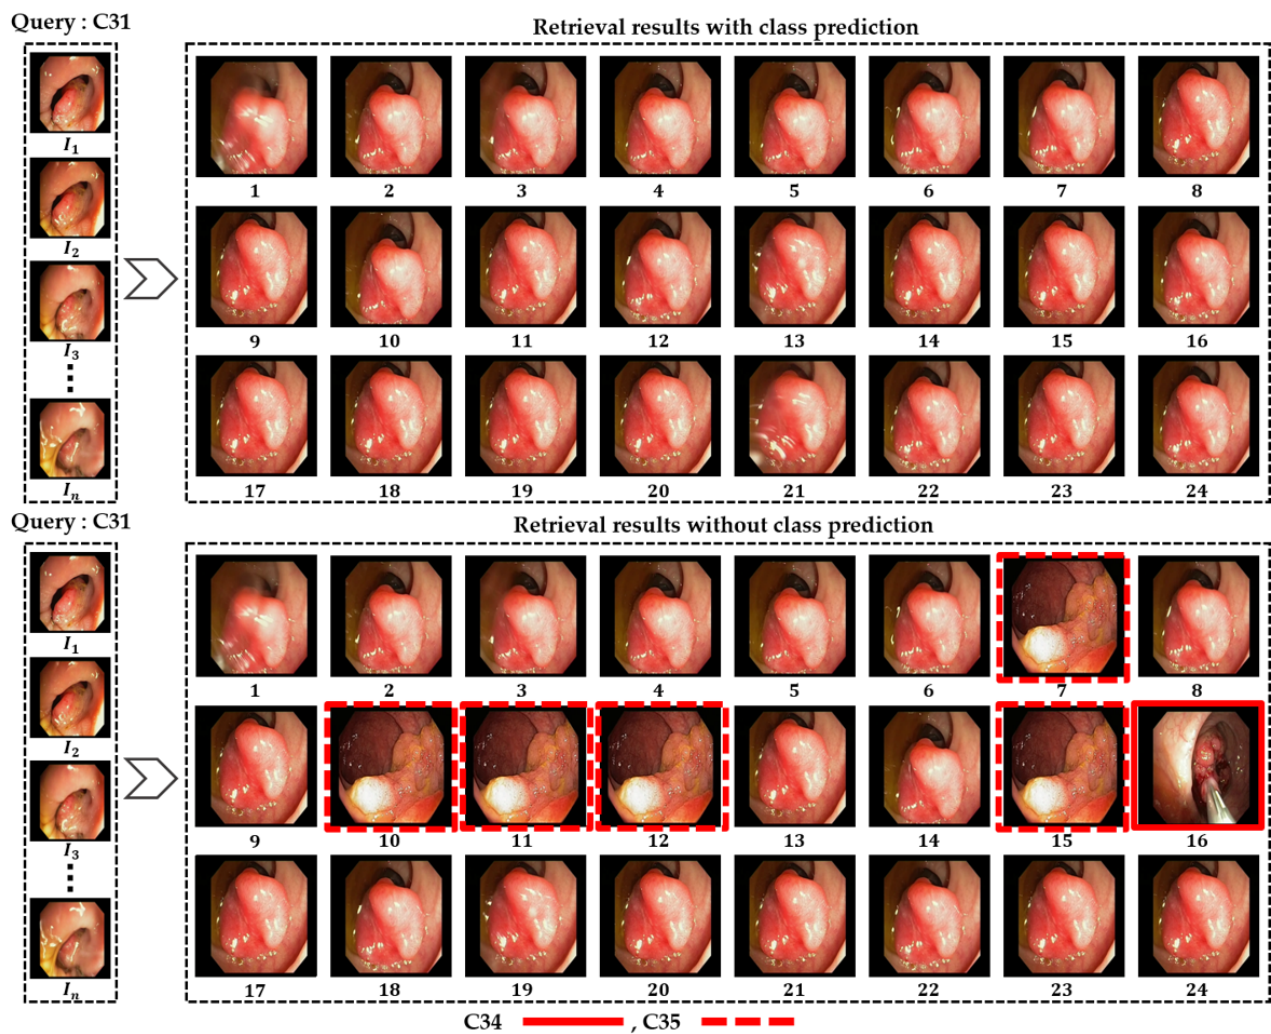 Query : C31
Retrieval results with class prediction
I1
I2
I3
In
1 2 3 4 5 6 7 8
9 10 11 12 13 14 15 16
17 18 19 20 21 22 23 24
Query : C31
Retrieval results without class prediction
I1
I2
I3
In
1 2 3 4 5 6 7 8
9 10 11 12 13 14 15 16
17 18 19 20 21 22 23 24
C34 , C35